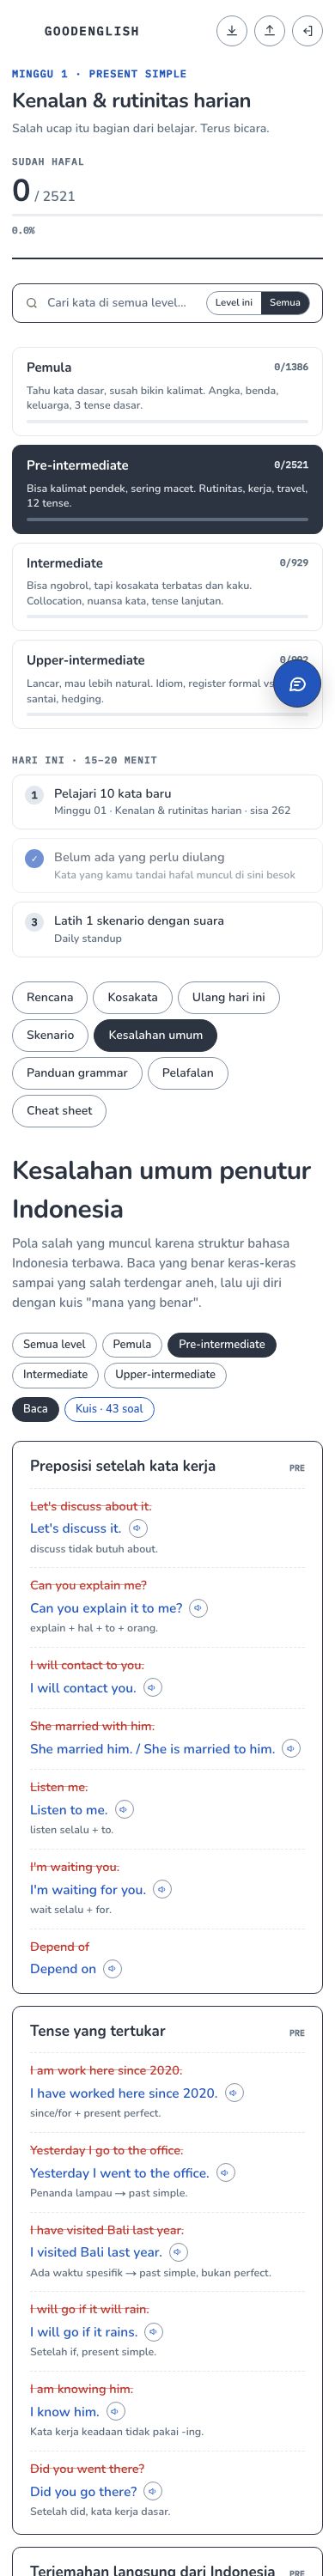 GOODENGLISH
MINGGU 1 · PRESENT SIMPLE
Kenalan & rutinitas harian
Salah ucap itu bagian dari belajar. Terus bicara.
SUDAH HAFAL
0 / 2521
0.0%
Cari kata di semua level...
Level ini
Semua
Pemula
0/1386
Tahu kata dasar, susah bikin kalimat. Angka, benda,
keluarga, 3 tense dasar.
Pre-intermediate
0/2521
Bisa kalimat pendek, sering macet. Rutinitas, kerja, travel,
12 tense.
Intermediate
0/929
Bisa ngobrol, tapi kosakata terbatas dan kaku.
Collocation, nuansa kata, tense lanjutan.
Upper-intermediate
Lancar, mau lebih natural. Idiom, register formal vs
santai, hedging.
HARI INI · 15–20 MENIT
1
Pelajari 10 kata baru
Minggu 01 · Kenalan & rutinitas harian · sisa 262
✓
Belum ada yang perlu diulang
Kata yang kamu tandai hafal muncul di sini besok
3
Latih 1 skenario dengan suara
Daily standup
Rencana
Kosakata
Ulang hari ini
Skenario
Kesalahan umum
Panduan grammar
Pelafalan
Cheat sheet
Kesalahan umum penutur
Indonesia
Pola salah yang muncul karena struktur bahasa
Indonesia terbawa. Baca yang benar keras-keras
sampai yang salah terdengar aneh, lalu uji diri
dengan kuis "mana yang benar".
Semua level
Pemula
Pre-intermediate
Intermediate
Upper-intermediate
Baca
Kuis · 43 soal
Preposisi setelah kata kerja
PRE
Let's discuss about it.
Let's discuss it.
discuss tidak butuh about.
Can you explain me?
Can you explain it to me?
explain + hal + to + orang.
I will contact to you.
I will contact you.
She married with him.
She married him. / She is married to him.
Listen me.
Listen to me.
listen selalu + to.
I'm waiting you.
I'm waiting for you.
wait selalu + for.
Depend of
Depend on
Tense yang tertukar
PRE
I am work here since 2020.
I have worked here since 2020.
since/for + present perfect.
Yesterday I go to the office.
Yesterday I went to the office.
Penanda lampau → past simple.
I have visited Bali last year.
I visited Bali last year.
Ada waktu spesifik → past simple, bukan perfect.
I will go if it will rain.
I will go if it rains.
Setelah if, present simple.
I am knowing him.
I know him.
Kata kerja keadaan tidak pakai -ing.
Did you went there?
Did you go there?
Setelah did, kata kerja dasar.
Terjemahan langsung dari Indonesia
PRE